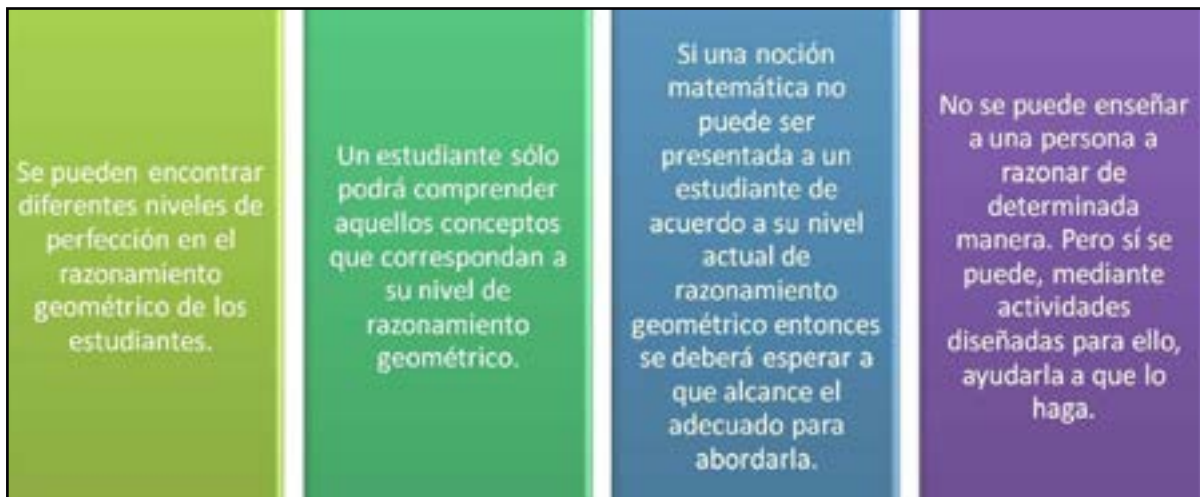 Se pueden encontrar
diferentes niveles de
perfección en el
razonamiento
geométrico de los
estudiantes.
Un estudiante sólo
podrá comprender
aquellos conceptos
que correspondan a
su nivel de
razonamiento
geométrico.
Si una noción
matemática no
puede ser
presentada a un
estudiante de
acuerdo a su nivel
actual de
razonamiento
geométrico entonces
se deberá esperar a
que alcance el
adecuado para
abordarla.
No se puede enseñar
a una persona a
razonar de
determinada
manera. Pero sí se
puede, mediante
actividades
diseñadas para ello,
ayudarla a que lo
haga.